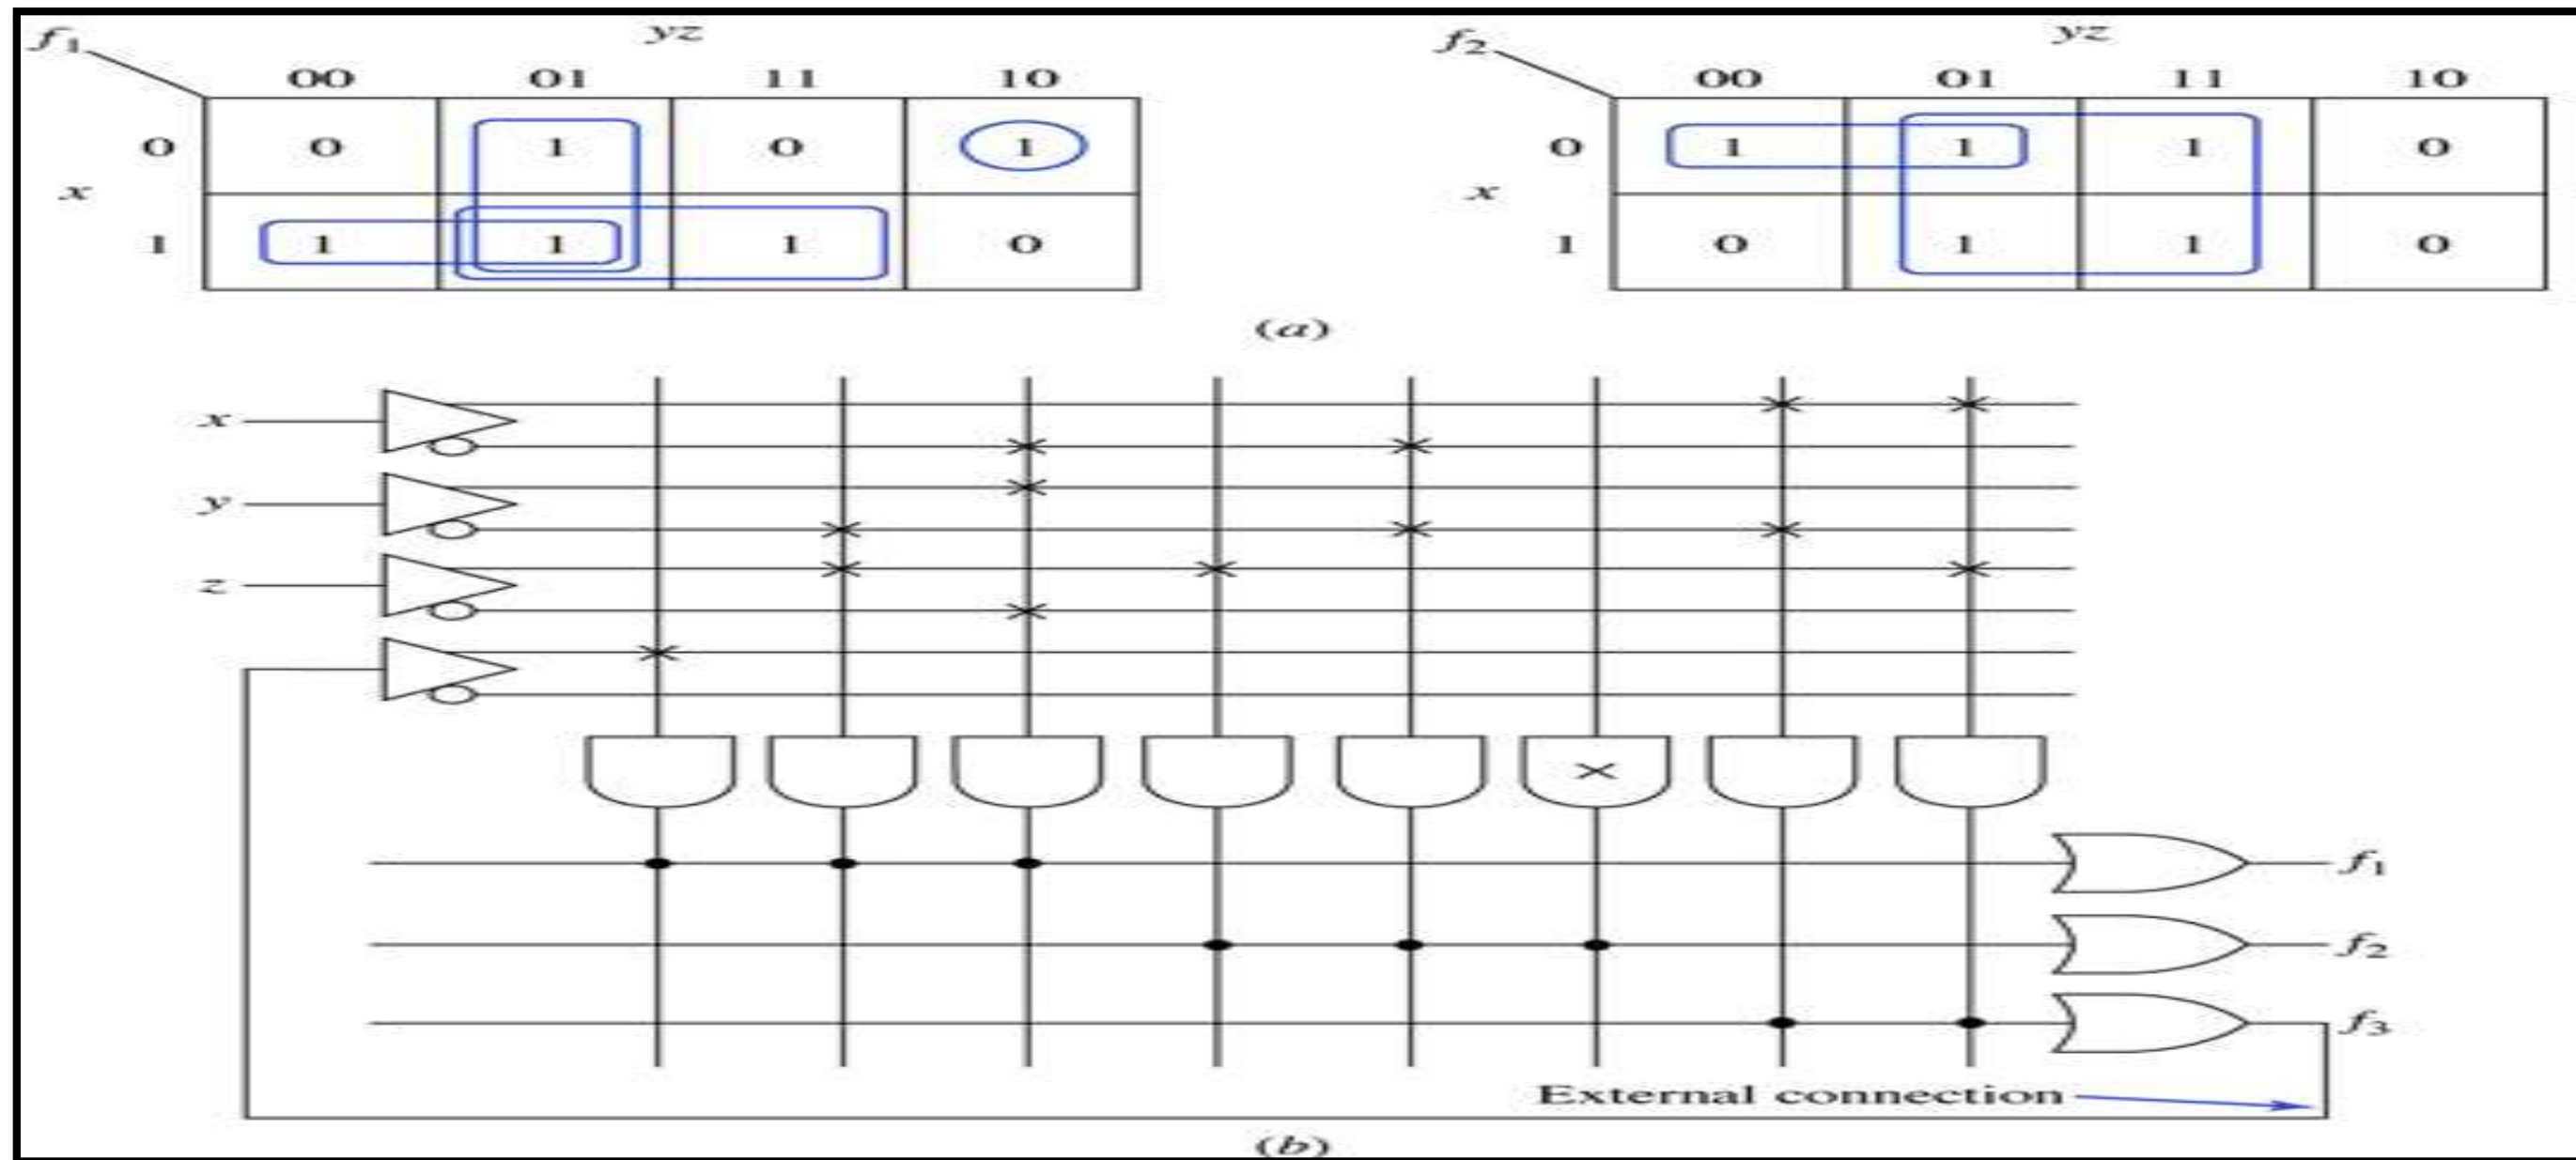 f₁ yz
00 01 11 10
0 0 1 0 1
x
1 1 1 1 0
f₂ yz
00 01 11 10
0 1 1 1 0
x
1 0 1 1 0
(a)
x
y
z
f₁
f₂
f₃
External connection
(b)